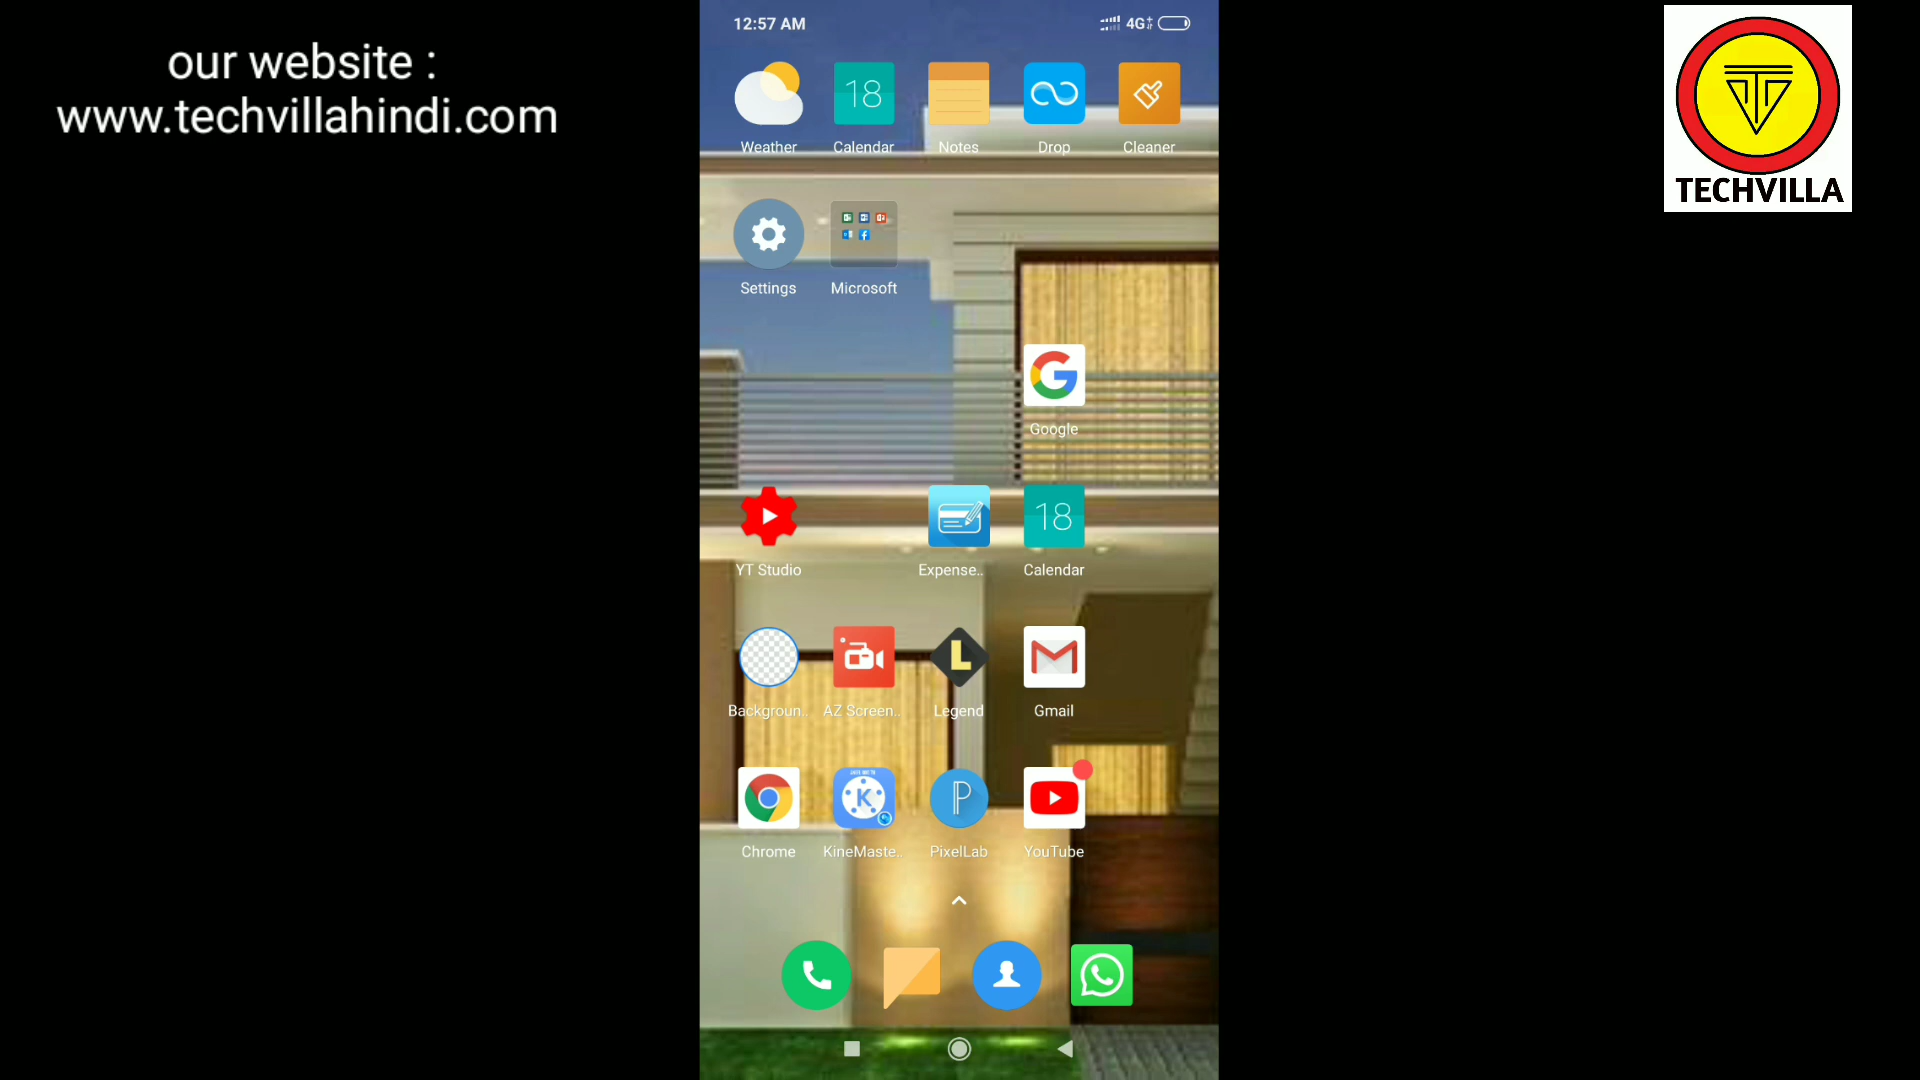 our website :
www.techvillahindi.com
12:57 AM
4G+
18
Weather
Calendar
Notes
Drop
Cleaner
Settings
Microsoft
Google
18
YT Studio
Expense..
Calendar
L
Backgroun..
AZ Screen..
Legend
Gmail
K
P
Chrome
KineMaste..
PixelLab
YouTube
TECHVILLA